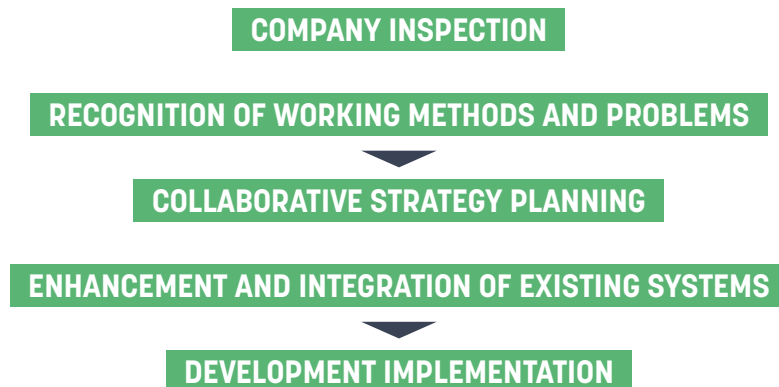 COMPANY INSPECTION
RECOGNITION OF WORKING METHODS AND PROBLEMS
COLLABORATIVE STRATEGY PLANNING
ENHANCEMENT AND INTEGRATION OF EXISTING SYSTEMS
DEVELOPMENT IMPLEMENTATION